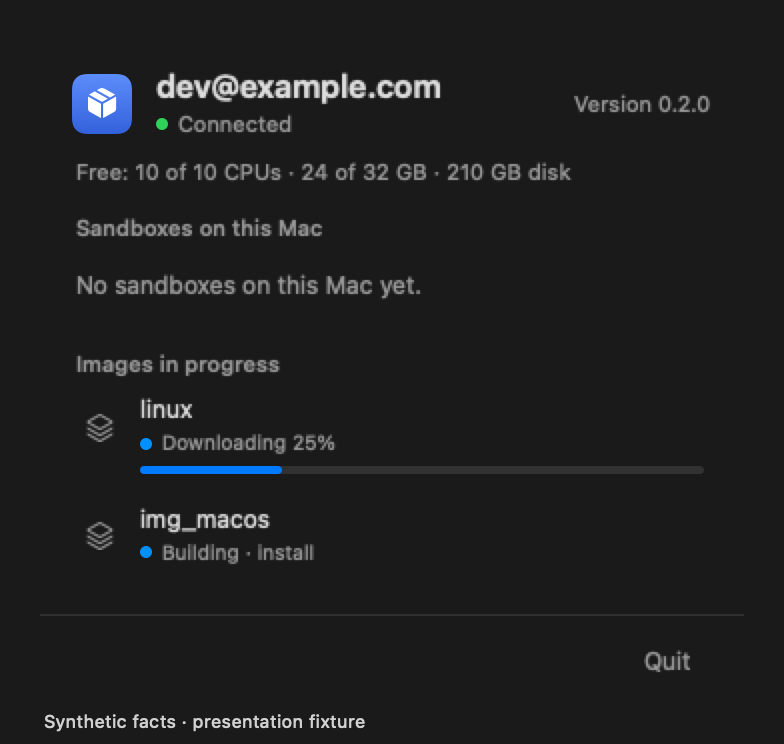 dev@example.com
Connected
Version 0.2.0
Free: 10 of 10 CPUs · 24 of 32 GB · 210 GB disk
Sandboxes on this Mac
No sandboxes on this Mac yet.
Images in progress
linux
Downloading 25%
img_macos
Building · install
Quit
Synthetic facts · presentation fixture